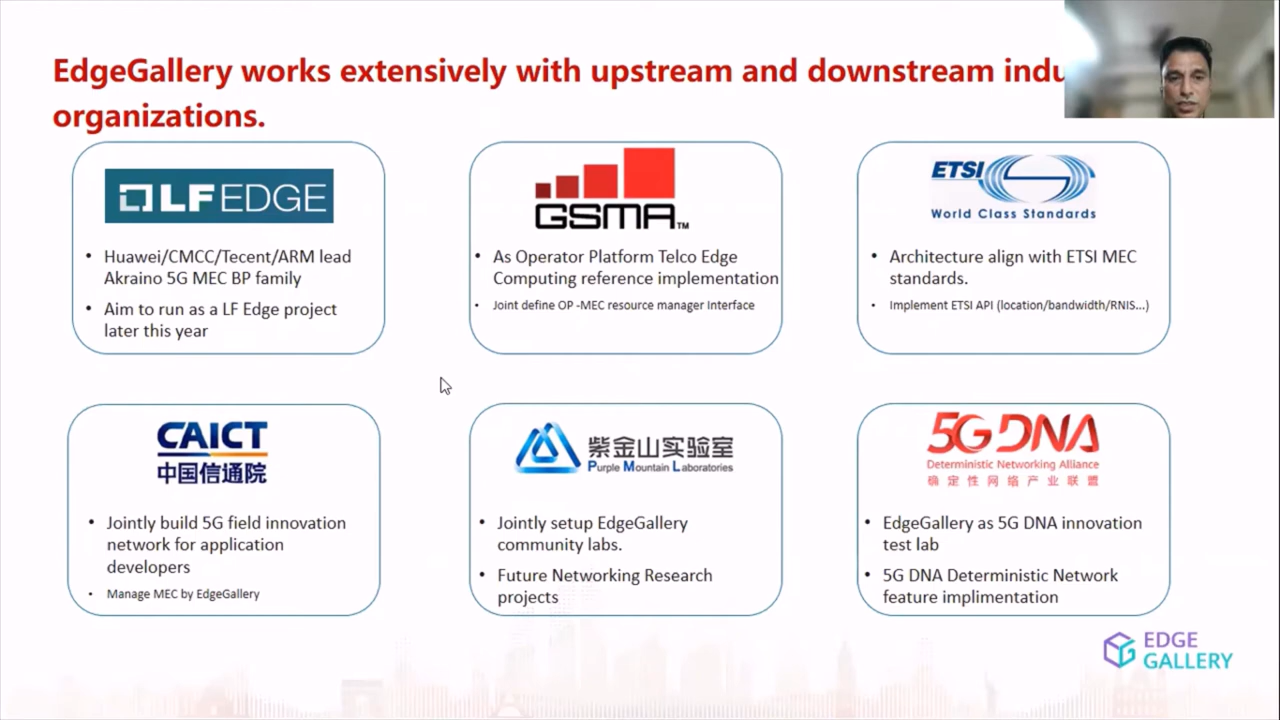 EdgeGallery works extensively with upstream and downstream
organizations.
LF EDGE
Huawei/CMCC/Tecent/ARM lead
Akraino 5G MEC BP family
Aim to run as a LF Edge project
later this year
GSMA™
As Operator Platform Telco Edge
Computing reference implementation
Joint define OP -MEC resource manager Interface
ETSI
World Class Standards
Architecture align with ETSI MEC
standards.
Implement ETSI API (location/bandwidth/RNIS...)
CAICT
中国信通院
Jointly build 5G field innovation
network for application
developers
Manage MEC by EdgeGallery
紫金山实验室
Purple Mountain Laboratories
Jointly setup EdgeGallery
community labs.
Future Networking Research
projects
5G DNA
Deterministic Networking Alliance
确定性网络产业联盟
EdgeGallery as 5G DNA innovation
test lab
5G DNA Deterministic Network
feature implimentation
EDGE
GALLERY